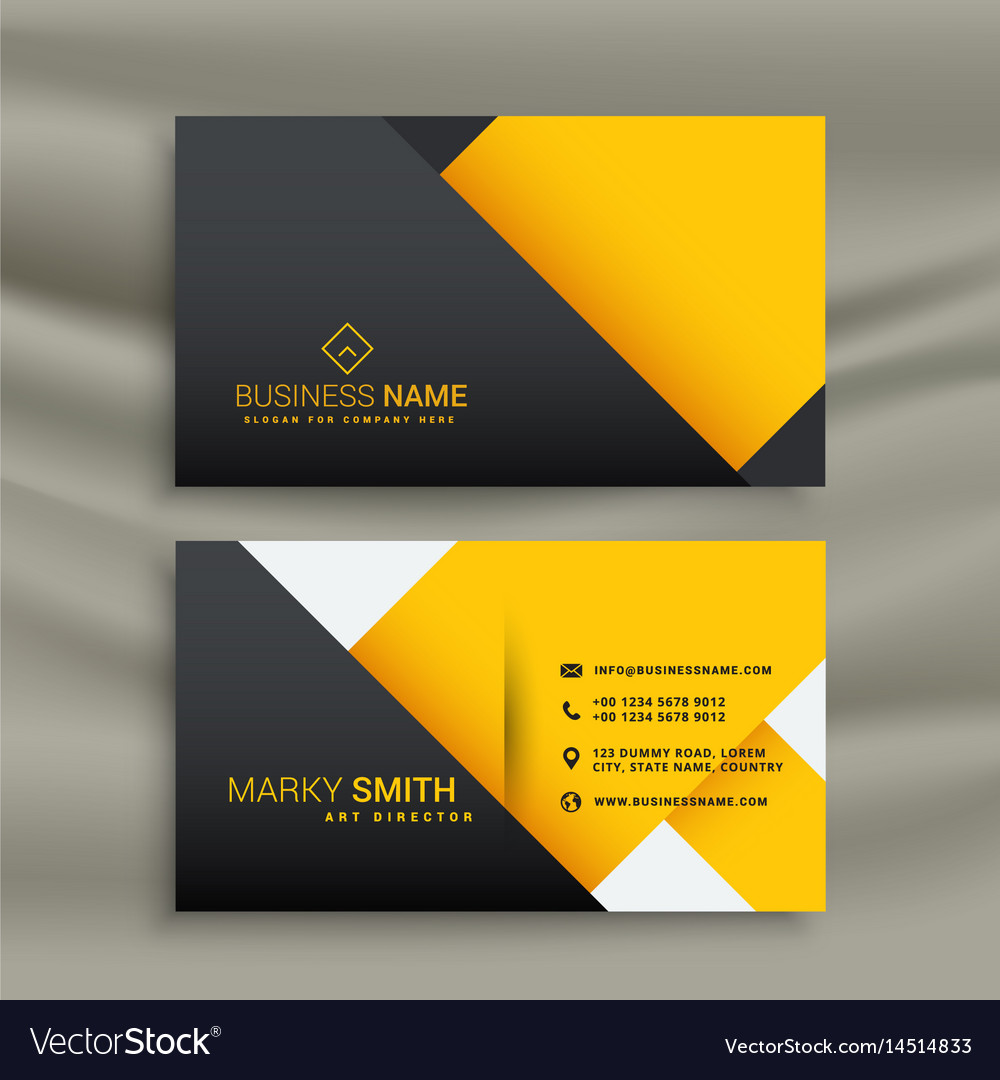 BUSINESS NAME
SLOGAN FOR COMPANY HERE
INFO@BUSINESSNAME.COM
+00 1234 5678 9012
+00 1234 5678 9012
123 DUMMY ROAD, LOREM
CITY, STATE NAME, COUNTRY
WWW.BUSINESSNAME.COM
MARKY SMITH
ART DIRECTOR
VectorStock®
VectorStock.com/14514833